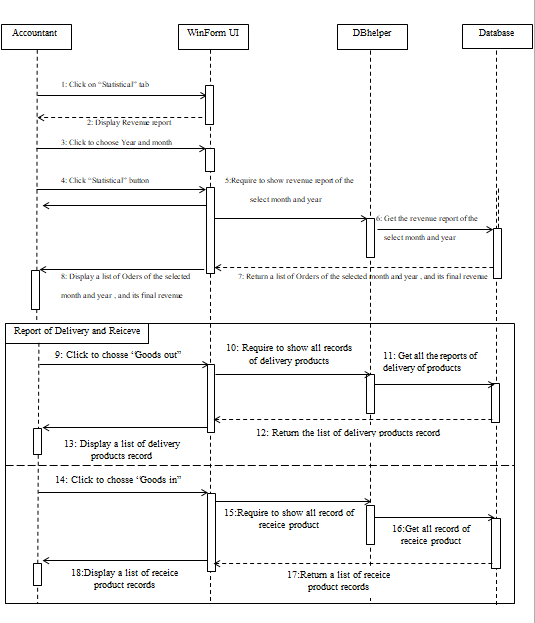 Accountant
WinForm UI
DBhelper
Database
1: Click on "Statistical" tab
2: Display Revenue report
3: Click to choose Year and month
4: Click "Statistical" button
5:Require to show revenue report of the
select month and year
6: Get the revenue report of the
select month and year
7: Return a list of Orders of the selected month and year , and its final revenue
8: Display a list of Oders of the selected
month and year , and its final revenue
Report of Delivery and Reiceve
9: Click to chosse "Goods out"
10: Require to show all records
of delivery products
11: Get all the reports of
delivery of products
12: Return the list of delivery products record
13: Display a list of delivery
products record
14: Click to chosse "Goods in"
15:Require to show all record of
receice product
16:Get all record of
receice product
17:Return a list of receice
product records
18:Display a list of receice
product records